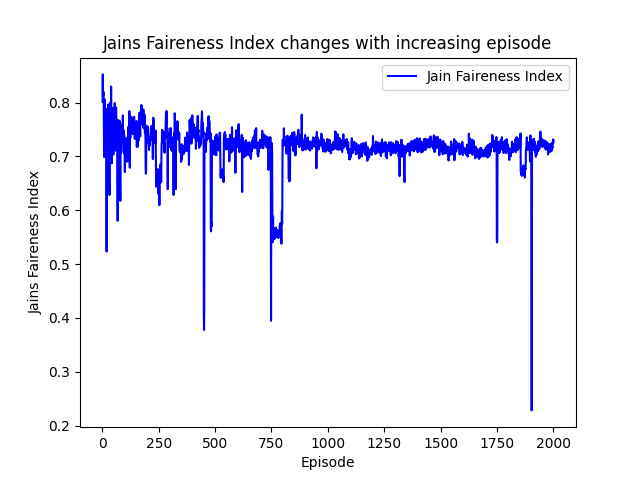 Jains Faireness Index changes with increasing episode
Jain Faireness Index
Jains Faireness Index
0.8
0.7
0.6
0.5
0.4
0.3
0.2
0 250 500 750 1000 1250 1500 1750 2000
Episode